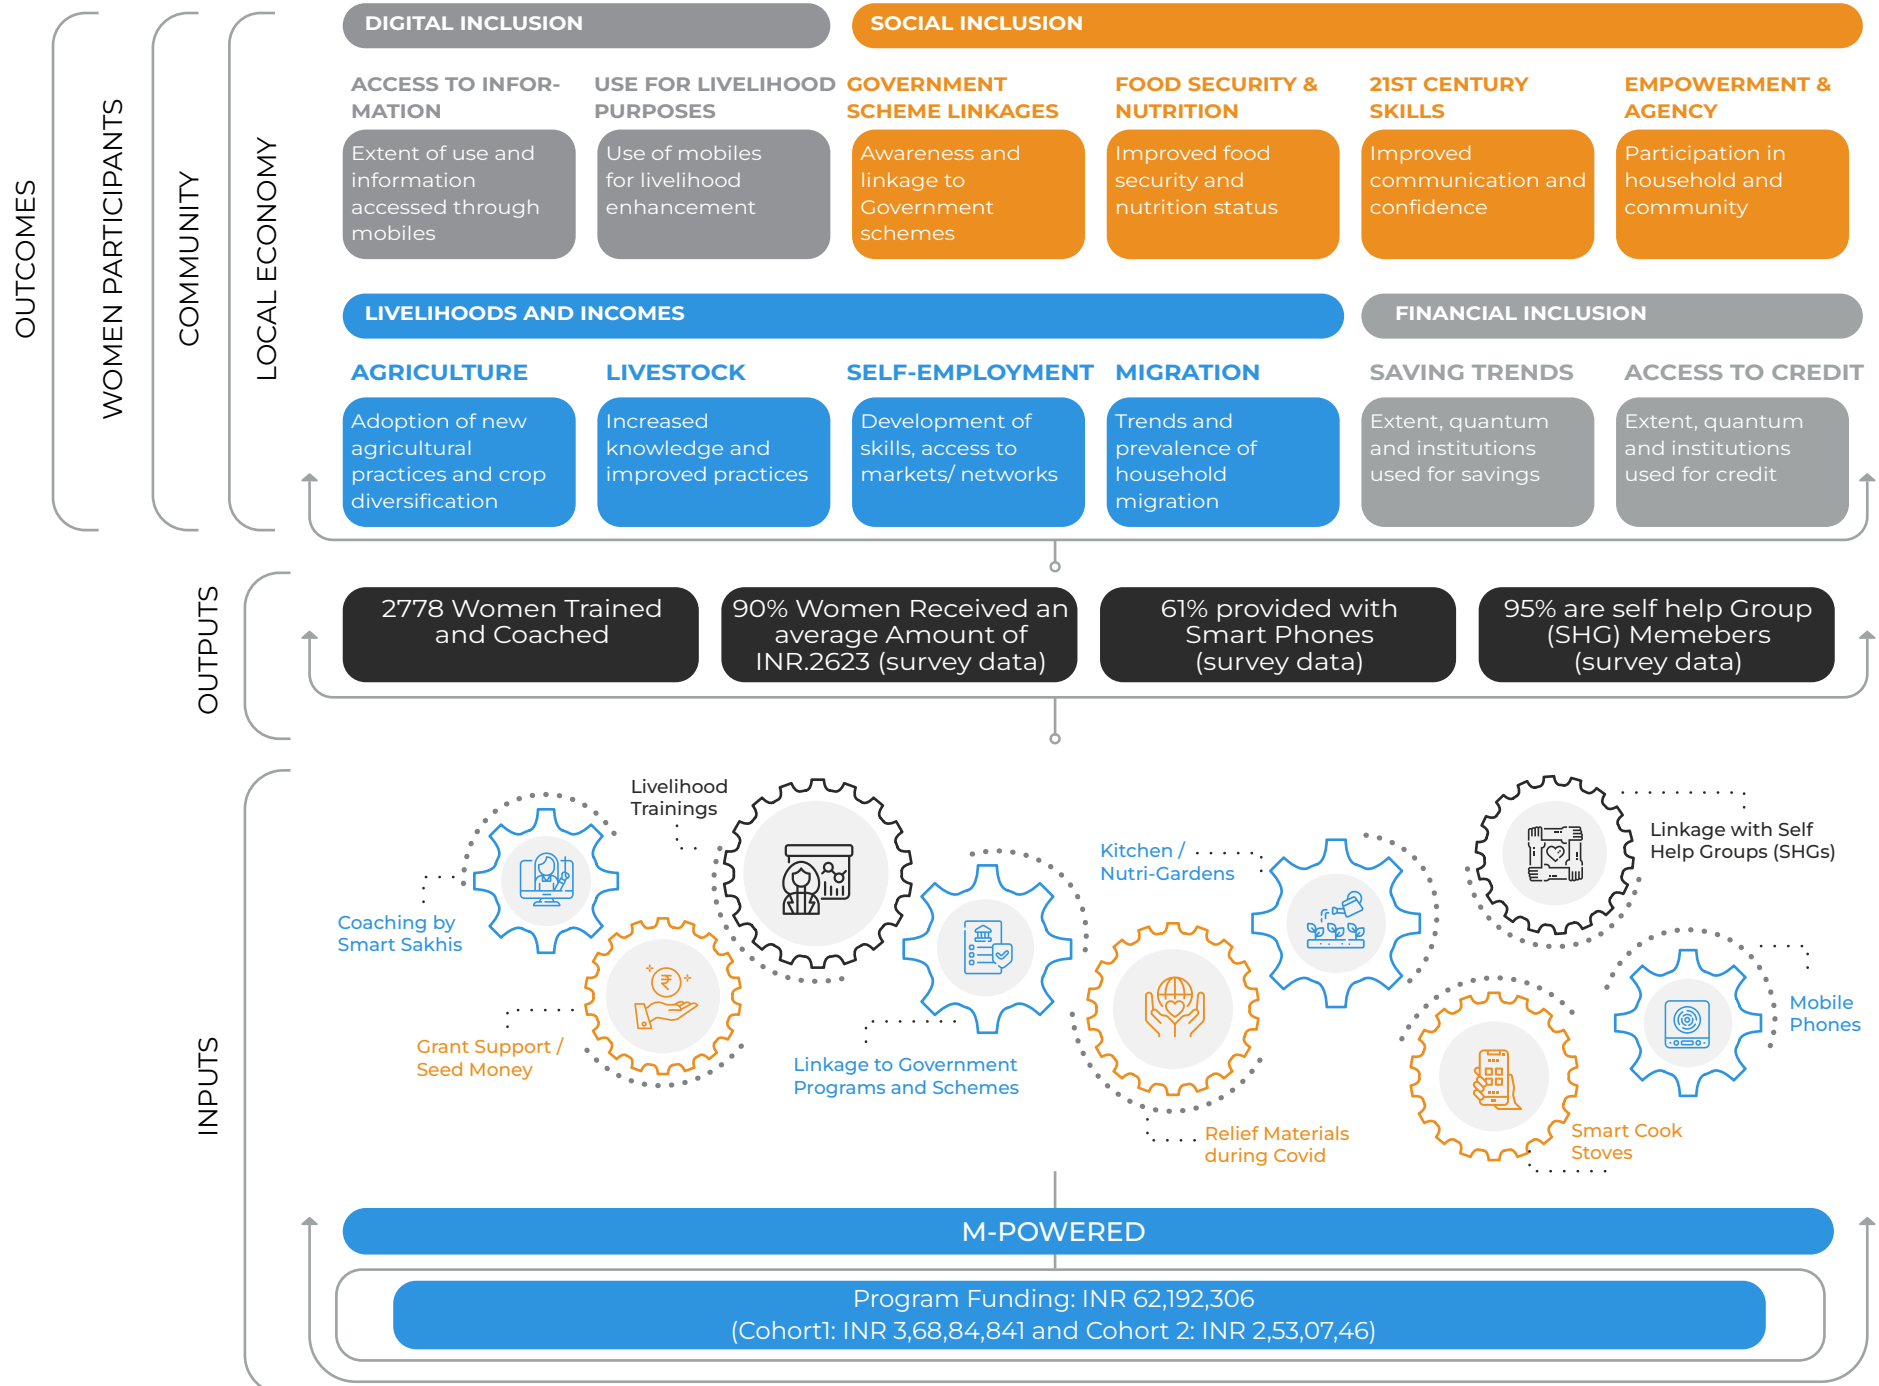 OUTCOMES
WOMEN PARTICIPANTS
COMMUNITY
LOCAL ECONOMY
DIGITAL INCLUSION
SOCIAL INCLUSION
ACCESS TO INFOR-
MATION
Extent of use and
information
accessed through
mobiles
USE FOR LIVELIHOOD
PURPOSES
Use of mobiles
for livelihood
enhancement
GOVERNMENT
SCHEME LINKAGES
Awareness and
linkage to
Government
schemes
FOOD SECURITY &
NUTRITION
Improved food
security and
nutrition status
21ST CENTURY
SKILLS
Improved
communication and
confidence
EMPOWERMENT &
AGENCY
Participation in
household and
community
LIVELIHOODS AND INCOMES
FINANCIAL INCLUSION
AGRICULTURE
Adoption of new
agricultural
practices and crop
diversification
LIVESTOCK
Increased
knowledge and
improved practices
SELF-EMPLOYMENT
Development of
skills, access to
markets/ networks
MIGRATION
Trends and
prevalence of
household
migration
SAVING TRENDS
Extent, quantum
and institutions
used for savings
ACCESS TO CREDIT
Extent, quantum
and institutions
used for credit
OUTPUTS
2778 Women Trained
and Coached
90% Women Received an
average Amount of
INR.2623 (survey data)
61% provided with
Smart Phones
(survey data)
95% are self help Group
(SHG) Memebers
(survey data)
INPUTS
Coaching by
Smart Sakhis
Livelihood
Trainings
Grant Support /
Seed Money
₹
Linkage to Government
Programs and Schemes
Kitchen /
Nutri-Gardens
Relief Materials
during Covid
Linkage with Self
Help Groups (SHGs)
Mobile
Phones
Smart Cook
Stoves
M-POWERED
Program Funding: INR 62,192,306
(Cohort1: INR 3,68,84,841 and Cohort 2: INR 2,53,07,46)